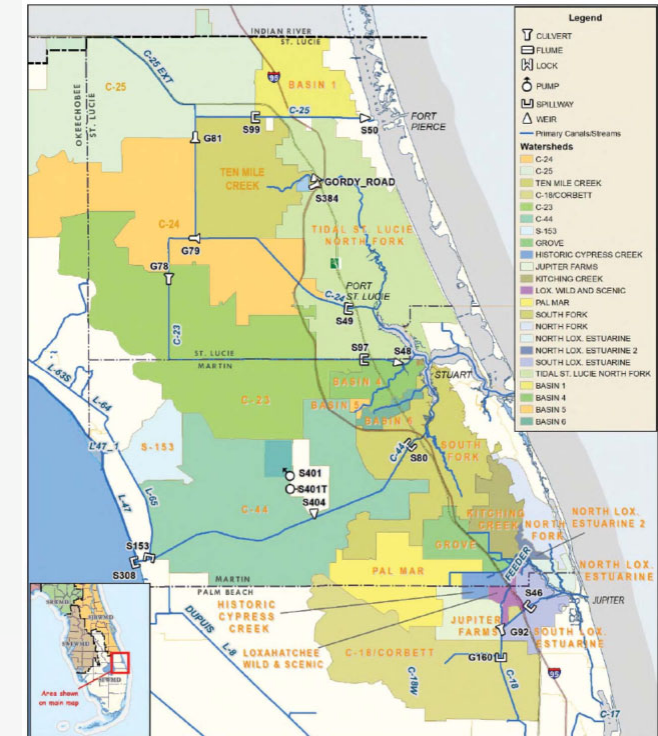 INDIAN RIVER
ST. LUCIE
C-25 EXT
C-25
OKEECHOBEE
ST. LUCIE
95
BASIN 1
C-25
S99
S50
FORT
PIERCE
G81
TEN MILE
CREEK
GORDY_ROAD
S384
C-24
TIDAL ST. LUCIE
NORTH FORK
G79
G78
PORT
ST. LUCIE
C-24
S49
C-23
S97
S48
ST. LUCIE
MARTIN
STUART
L-63S
L-64
C-23
BASIN 4
BASIN 5
BASIN 6
L47_1
S-153
C-44
S80
SOUTH
FORK
L-47
L-65
S401
S401T
S404
C-44
KITCHING
CREEK
NORTH
FORK
NORTH LOX.
ESTUARINE 2
GROVE
S153
S308
FEEDER
NORTH LOX.
ESTUARINE
PAL MAR
MARTIN
PALM BEACH
S46
JUPITER
HISTORIC
CYPRESS
CREEK
DUPUIS
L-8
JUPITER
FARMS
G92
SOUTH LOX.
ESTUARINE
LOXAHATCHEE
WILD & SCENIC
C-18/CORBETT
G160
C-18W
C-18
95
C-17
SRWMD
SJRWMD
SWFWMD
SFWMD
Area shown
on main map
Legend
CULVERT
FLUME
LOCK
PUMP
SPILLWAY
WEIR
Primary Canals/Streams
Watersheds
C-24
C-25
TEN MILE CREEK
C-18/CORBETT
C-23
C-44
S-153
GROVE
HISTORIC CYPRESS CREEK
JUPITER FARMS
KITCHING CREEK
LOX. WILD AND SCENIC
PAL MAR
SOUTH FORK
NORTH FORK
NORTH LOX. ESTUARINE
NORTH LOX. ESTUARINE 2
SOUTH LOX. ESTUARINE
TIDAL ST. LUCIE NORTH FORK
BASIN 1
BASIN 4
BASIN 5
BASIN 6